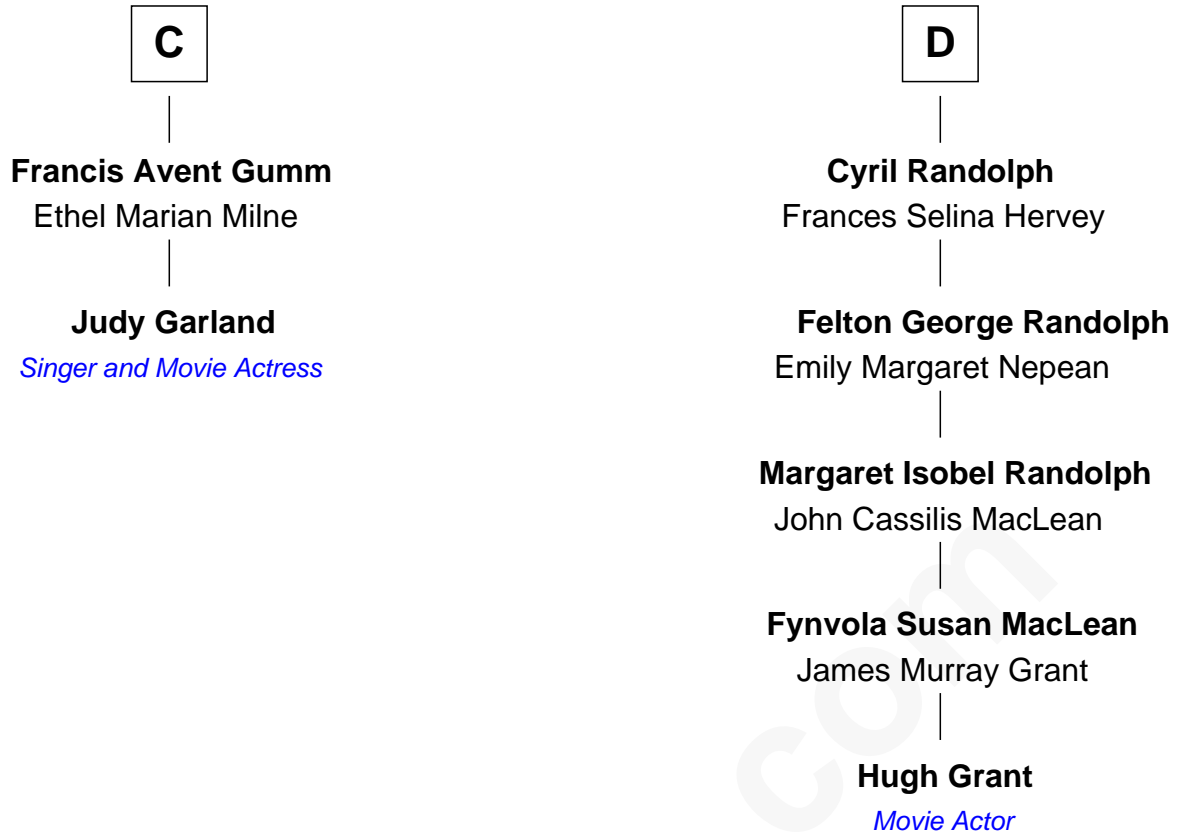 C
Francis Avent Gumm
Ethel Marian Milne
Judy Garland
Singer and Movie Actress
D
Cyril Randolph
Frances Selina Hervey
Felton George Randolph
Emily Margaret Nepean
Margaret Isobel Randolph
John Cassilis MacLean
Fynvola Susan MacLean
James Murray Grant
Hugh Grant
Movie Actor
com